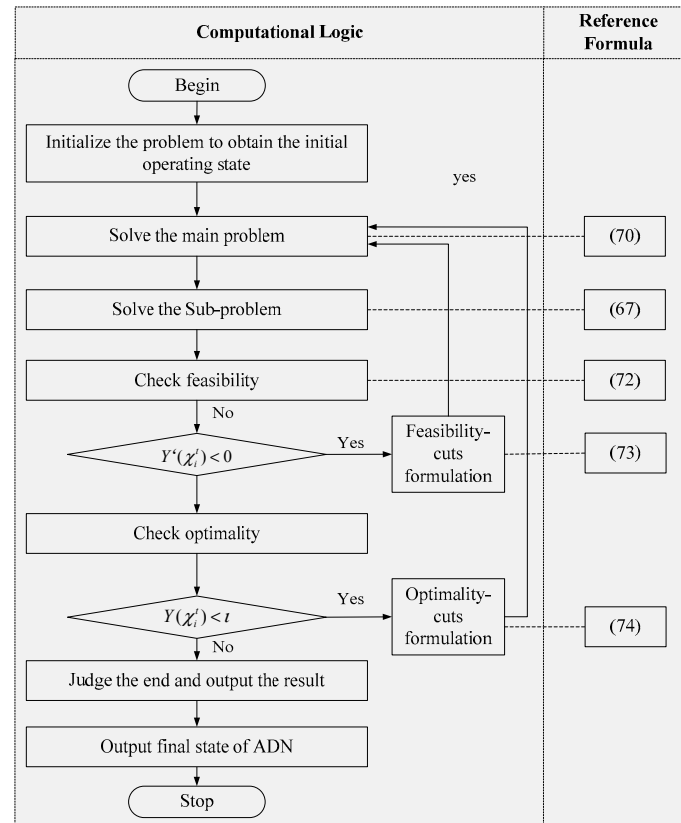 Computational Logic
Reference
Formula
Begin
Initialize the problem to obtain the initial
operating state
yes
Solve the main problem
(70)
Solve the Sub-problem
(67)
Check feasibility
(72)
No
Y‘(χᵢᵗ) < 0
Yes
Feasibility-
cuts
formulation
(73)
Check optimality
Y(χᵢᵗ) < ι
Yes
Optimality-
cuts
formulation
(74)
No
Judge the end and output the result
Output final state of ADN
Stop